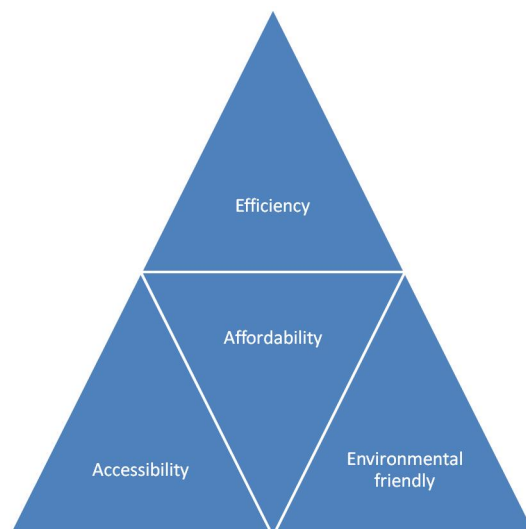 Efficiency
Affordability
Accessibility
Environmental
friendly